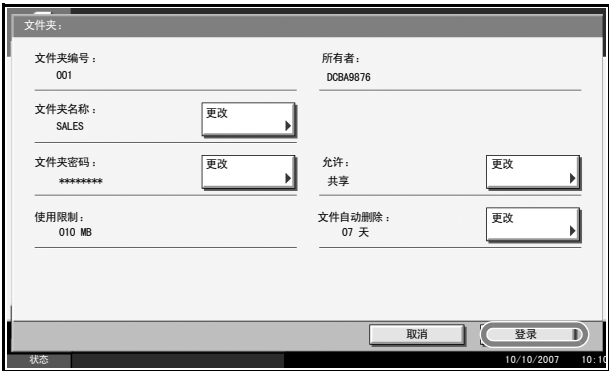 文件夹：
文件夹编号：
001
所有者：
DCBA9876
文件夹名称：
SALES
更改
文件夹密码：
********
更改
允许：
共享
更改
使用限制：
010 MB
文件自动删除：
07 天
更改
取消
登录
状态
10/10/2007 10:10